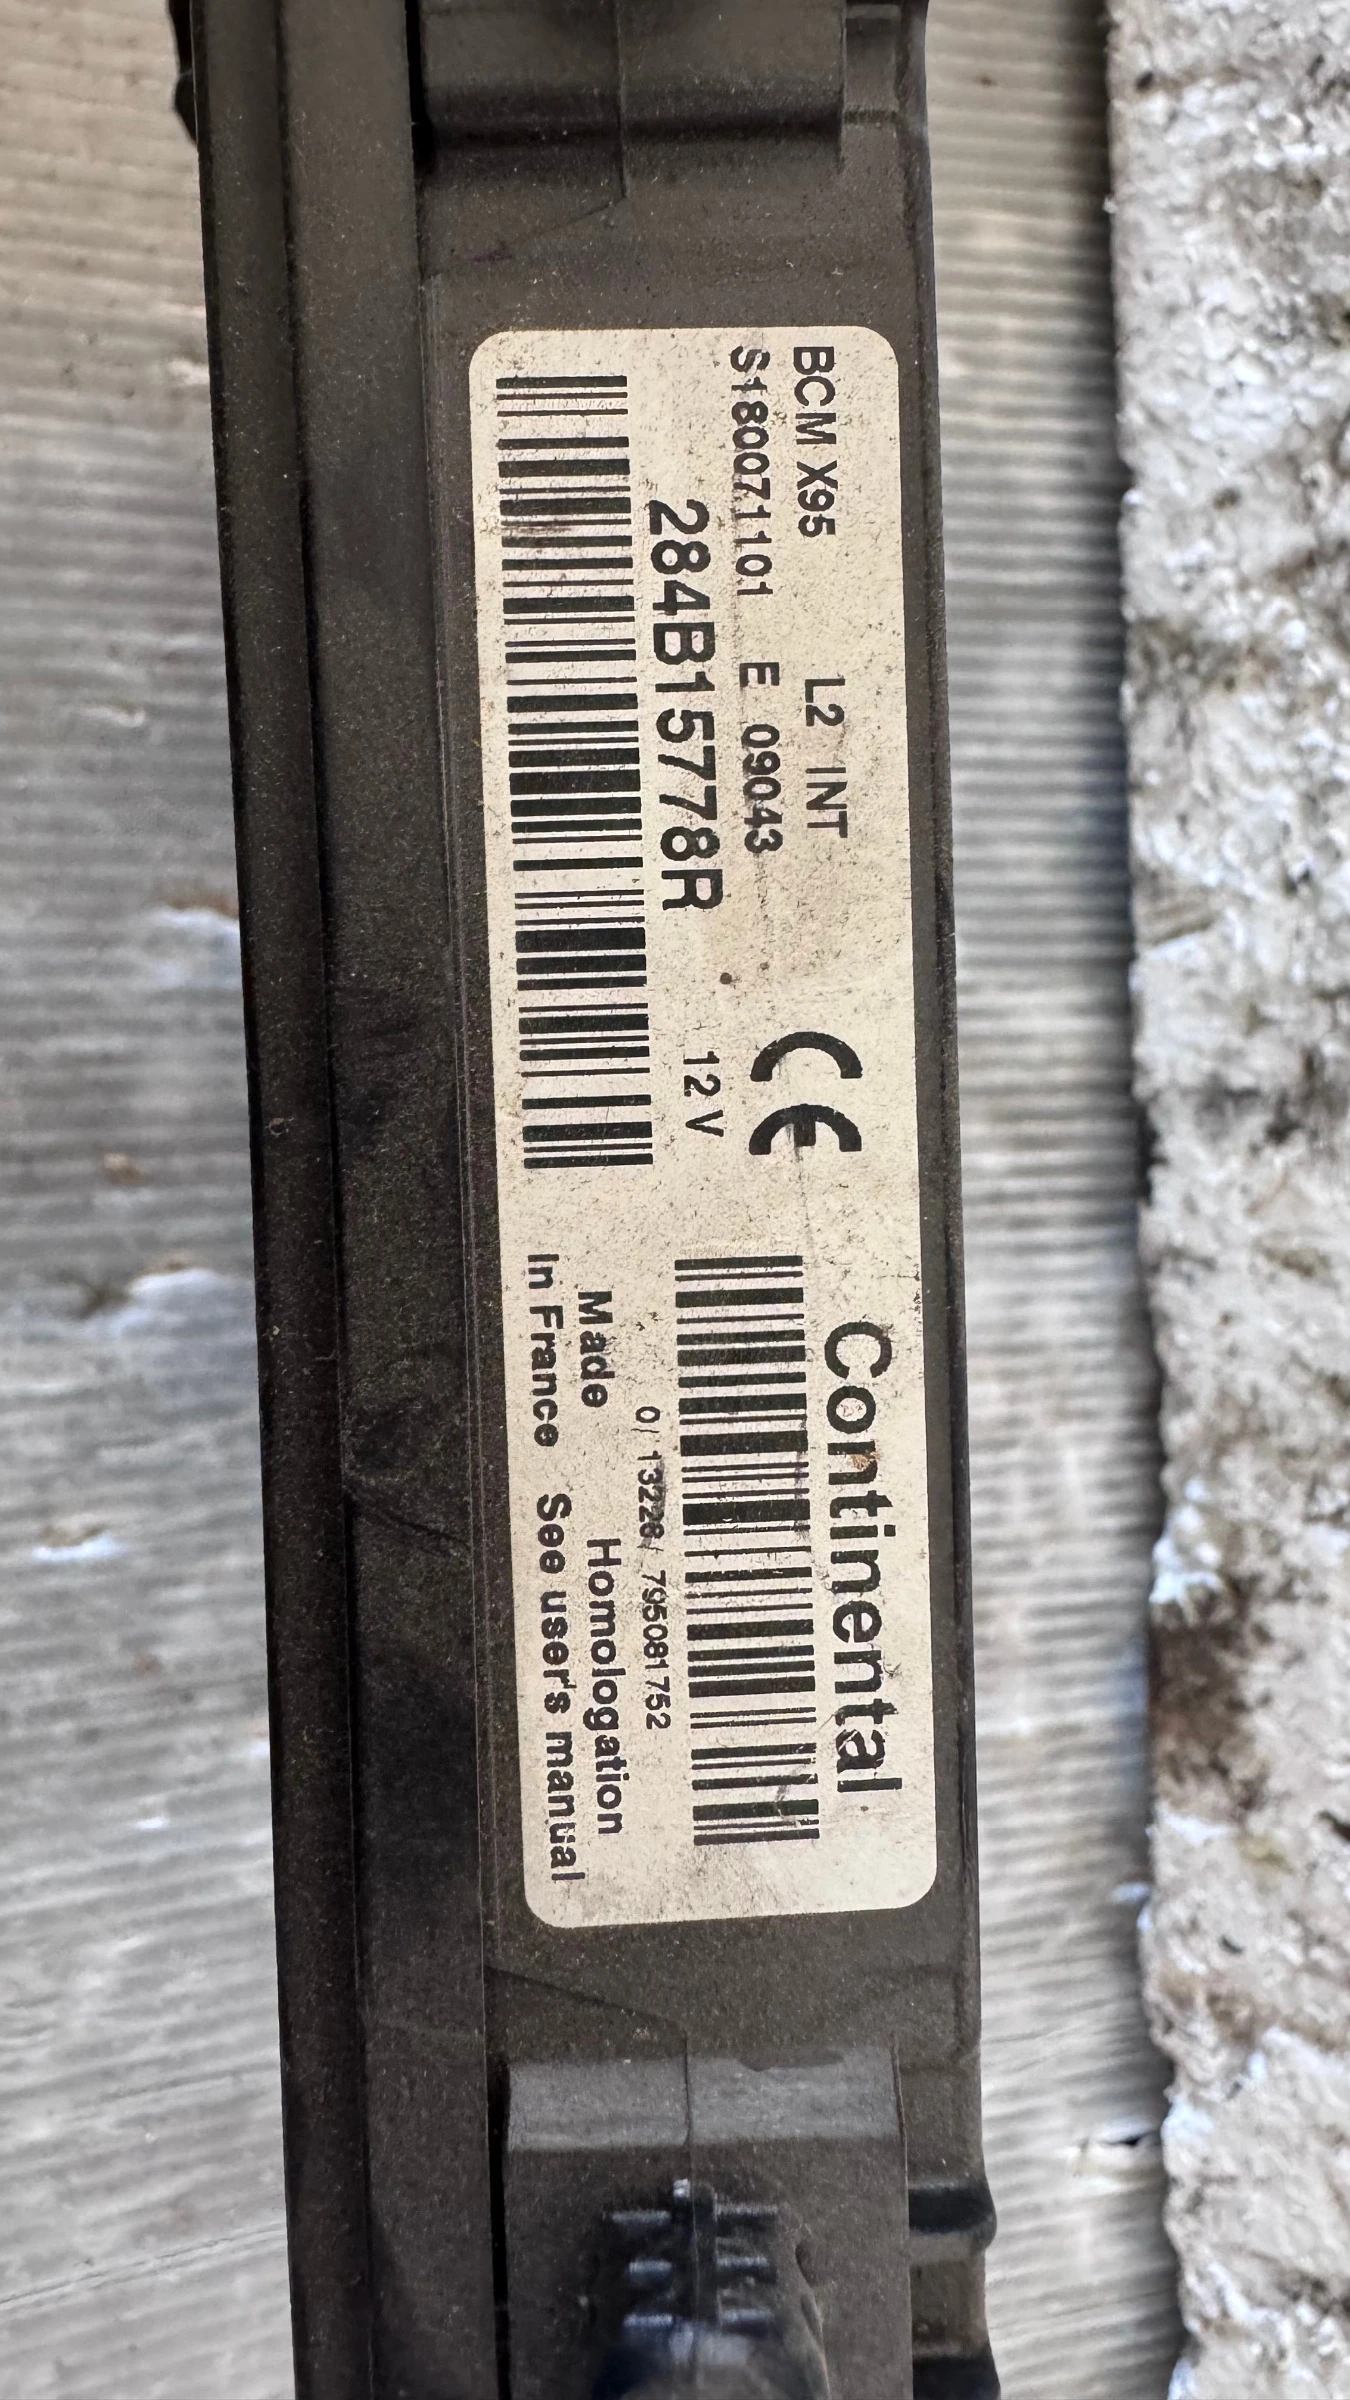 BCM X95 L2 INT
S180071101 E 09043
284B15778R 12 V
CE
Continental
0/ 13228/ 795081752
Made
In France
Homologation
See user's manual